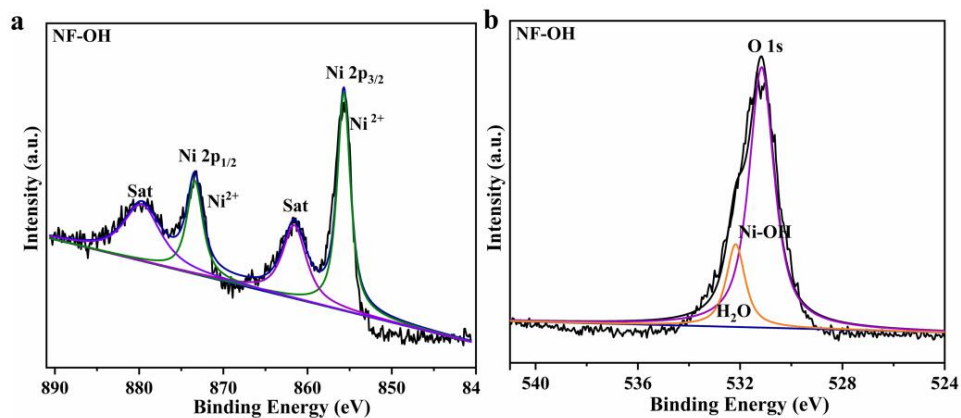 a
NF-OH
Ni 2p3/2
Ni 2+
Ni 2p1/2
Ni2+
Sat
Sat
Intensity (a.u.)
890 880 870 860 850 84
Binding Energy (eV)
b
NF-OH
O 1s
Ni-OH
H2O
Intensity (a.u.)
540 536 532 528 524
Binding Energy (eV)